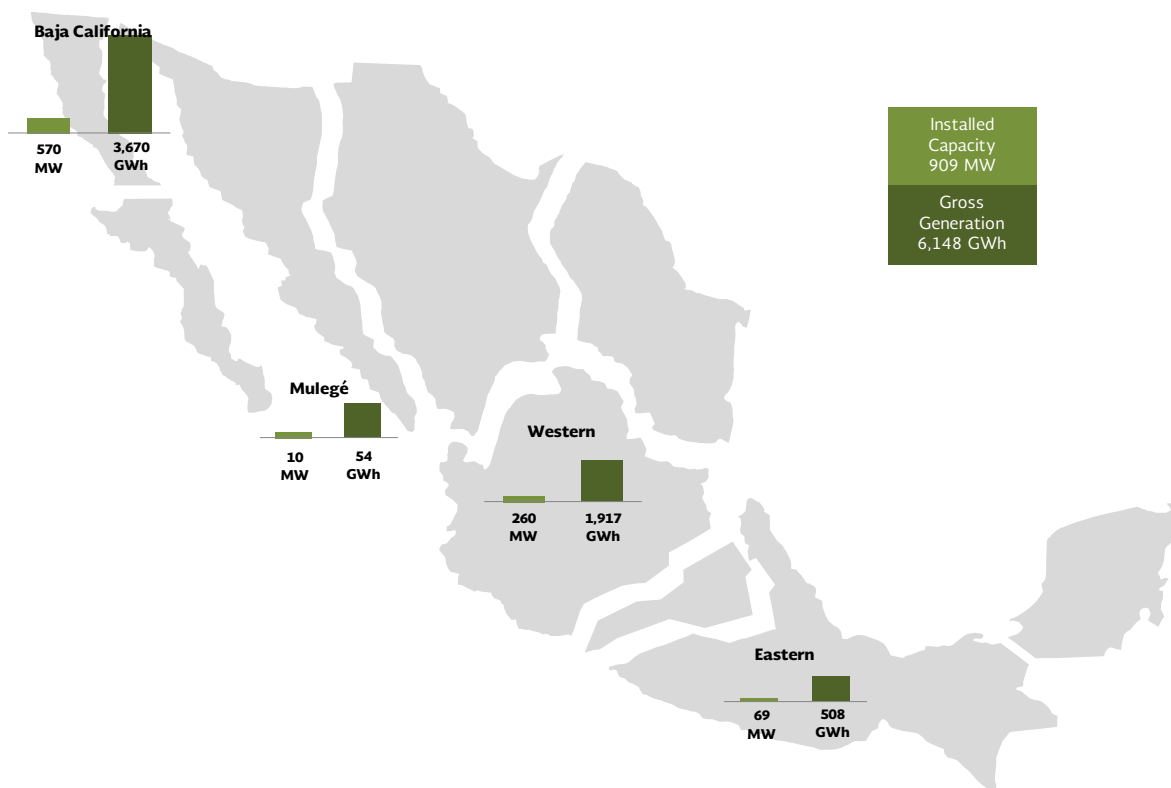 Baja California
570
MW
3,670
GWh
Installed
Capacity
909 MW
Gross
Generation
6,148 GWh
Mulegé
10
MW
54
GWh
Western
260
MW
1,917
GWh
Eastern
69
MW
508
GWh